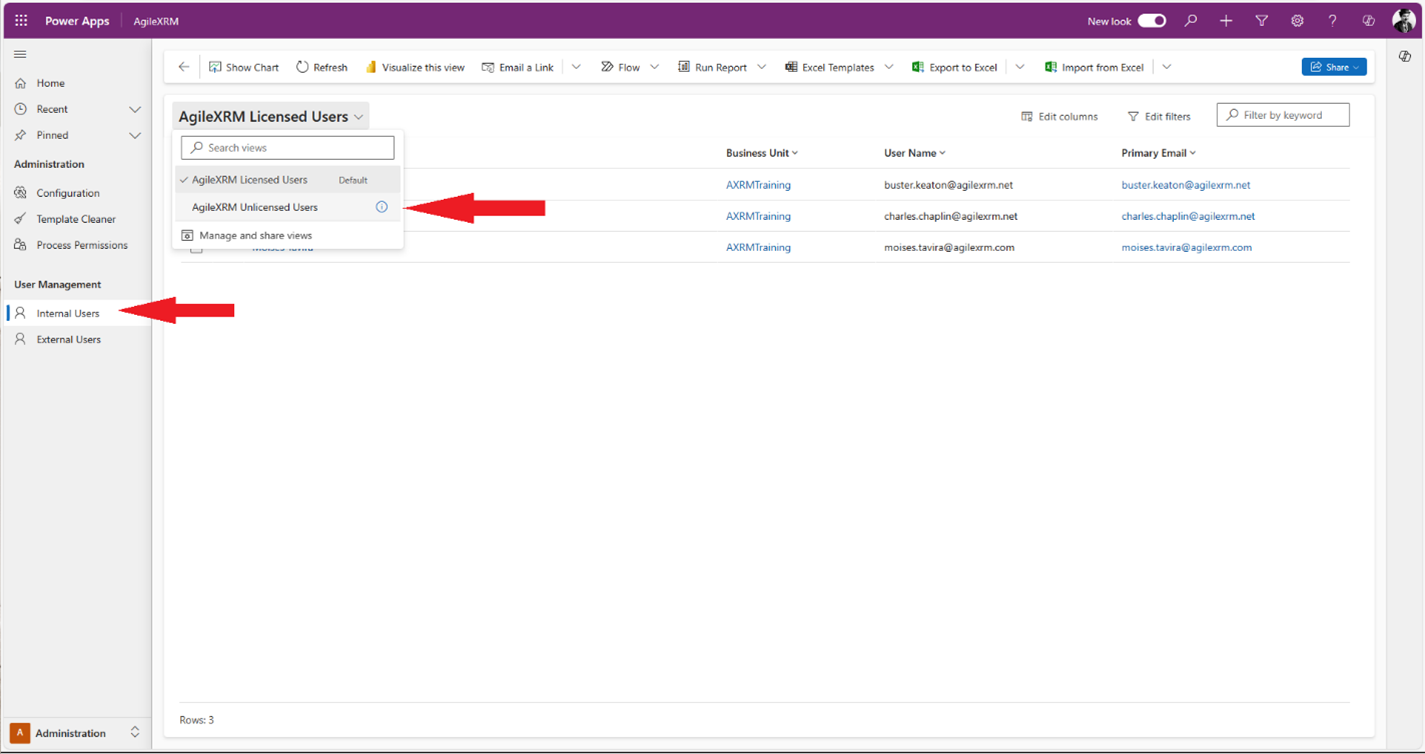 Power Apps AgileXRM New look
Show Chart Refresh Visualize this view Email a Link Flow Run Report Excel Templates Export to Excel Import from Excel Share
Home
Recent
Pinned
Administration
Configuration
Template Cleaner
Process Permissions
User Management
Internal Users
External Users
A Administration
AgileXRM Licensed Users Edit columns Edit filters Filter by keyword
Search views
AgileXRM Licensed Users Default
AgileXRM Unlicensed Users
Manage and share views
Business Unit User Name Primary Email
AXRMTraining buster.keaton@agilexrm.net buster.keaton@agilexrm.net
AXRMTraining charles.chaplin@agilexrm.net charles.chaplin@agilexrm.net
Moises Tavira AXRMTraining moises.tavira@agilexrm.com moises.tavira@agilexrm.com
Rows: 3